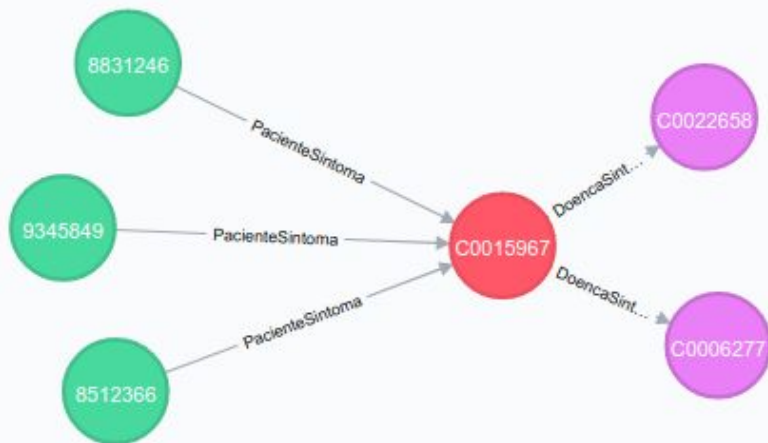 8831246
C0022658
PacienteSintoma
DoencaSint...
9345849
PacienteSintoma
C0015967
DoencaSint...
PacienteSintoma
C0006277
8512366